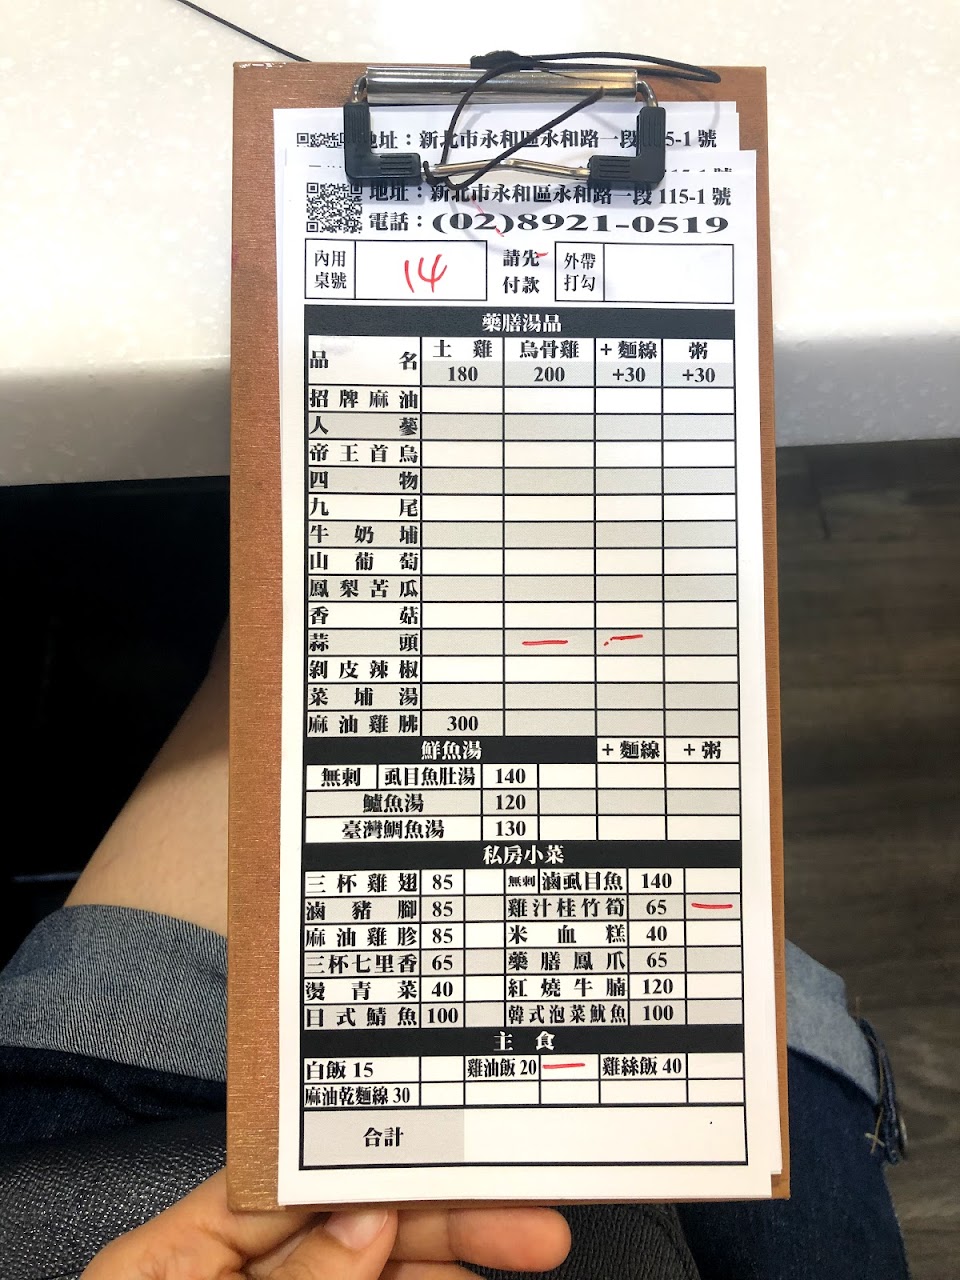 地址：新北市永和區永和路一段115-1號
地址：新北市永和區永和路一段115-1號
電話：(02)8921-0519
內用桌號 14 請先付款 外帶打勾
藥膳湯品
品名 土雞180 烏骨雞200 +麵線+30 粥+30
招牌麻油
人蔘
帝王首烏
四物
九尾
牛奶埔
山葡萄
鳳梨苦瓜
香菇
蒜頭 一 一
剝皮辣椒
菜埔湯
麻油雞胇 300
鮮魚湯 +麵線 +粥
無刺 虱目魚肚湯 140
鱸魚湯 120
臺灣鯛魚湯 130
私房小菜
三杯雞翅 85 無刺滷虱目魚 140
滷豬腳 85 雞汁桂竹筍 65 一
麻油雞胗 85 米血糕 40
三杯七里香 65 藥膳鳳爪 65
燙青菜 40 紅燒牛腩 120
日式鯖魚 100 韓式泡菜魷魚 100
主食
白飯 15 雞油飯 20 一 雞絲飯 40
麻油乾麵線 30
合計